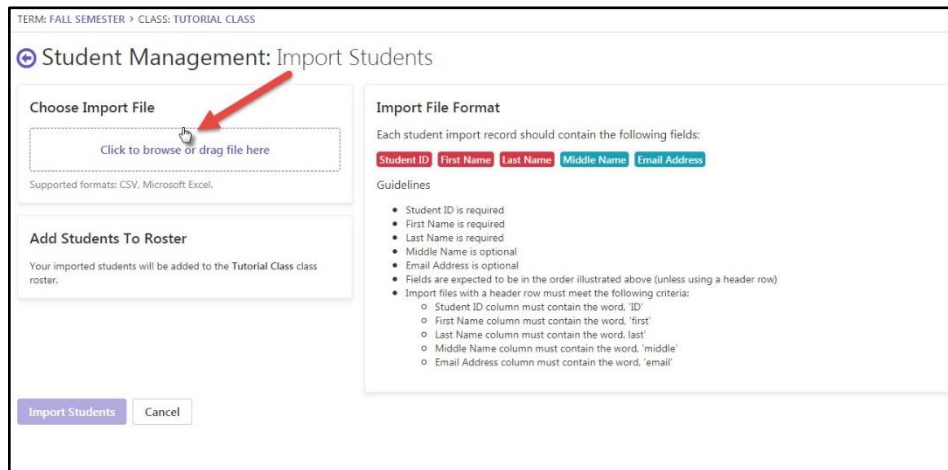 TERM: FALL SEMESTER > CLASS: TUTORIAL CLASS
Student Management: Import Students
Choose Import File
Click to browse or drag file here
Supported formats: CSV, Microsoft Excel.
Add Students To Roster
Your imported students will be added to the Tutorial Class class
roster.
Import File Format
Each student import record should contain the following fields:
Student ID First Name Last Name Middle Name Email Address
Guidelines
Student ID is required
First Name is required
Last Name is required
Middle Name is optional
Email Address is optional
Fields are expected to be in the order illustrated above (unless using a header row)
Import files with a header row must meet the following criteria:
Student ID column must contain the word, 'ID'
First Name column must contain the word, 'first'
Last Name column must contain the word, last'
Middle Name column must contain the word, 'middle'
Email Address column must contain the word, 'email'
Import Students Cancel